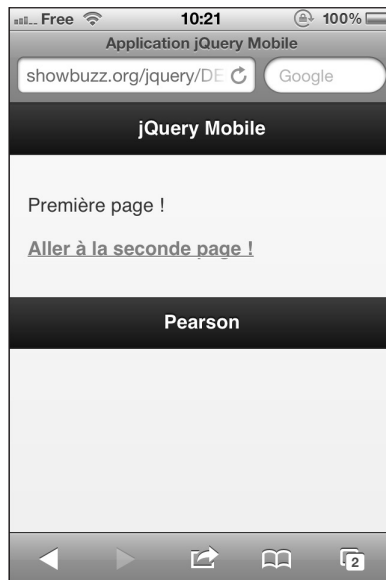 Free 10:21 100%
Application jQuery Mobile
showbuzz.org/jquery/DE Google
jQuery Mobile
Première page !
Aller à la seconde page !
Pearson
2